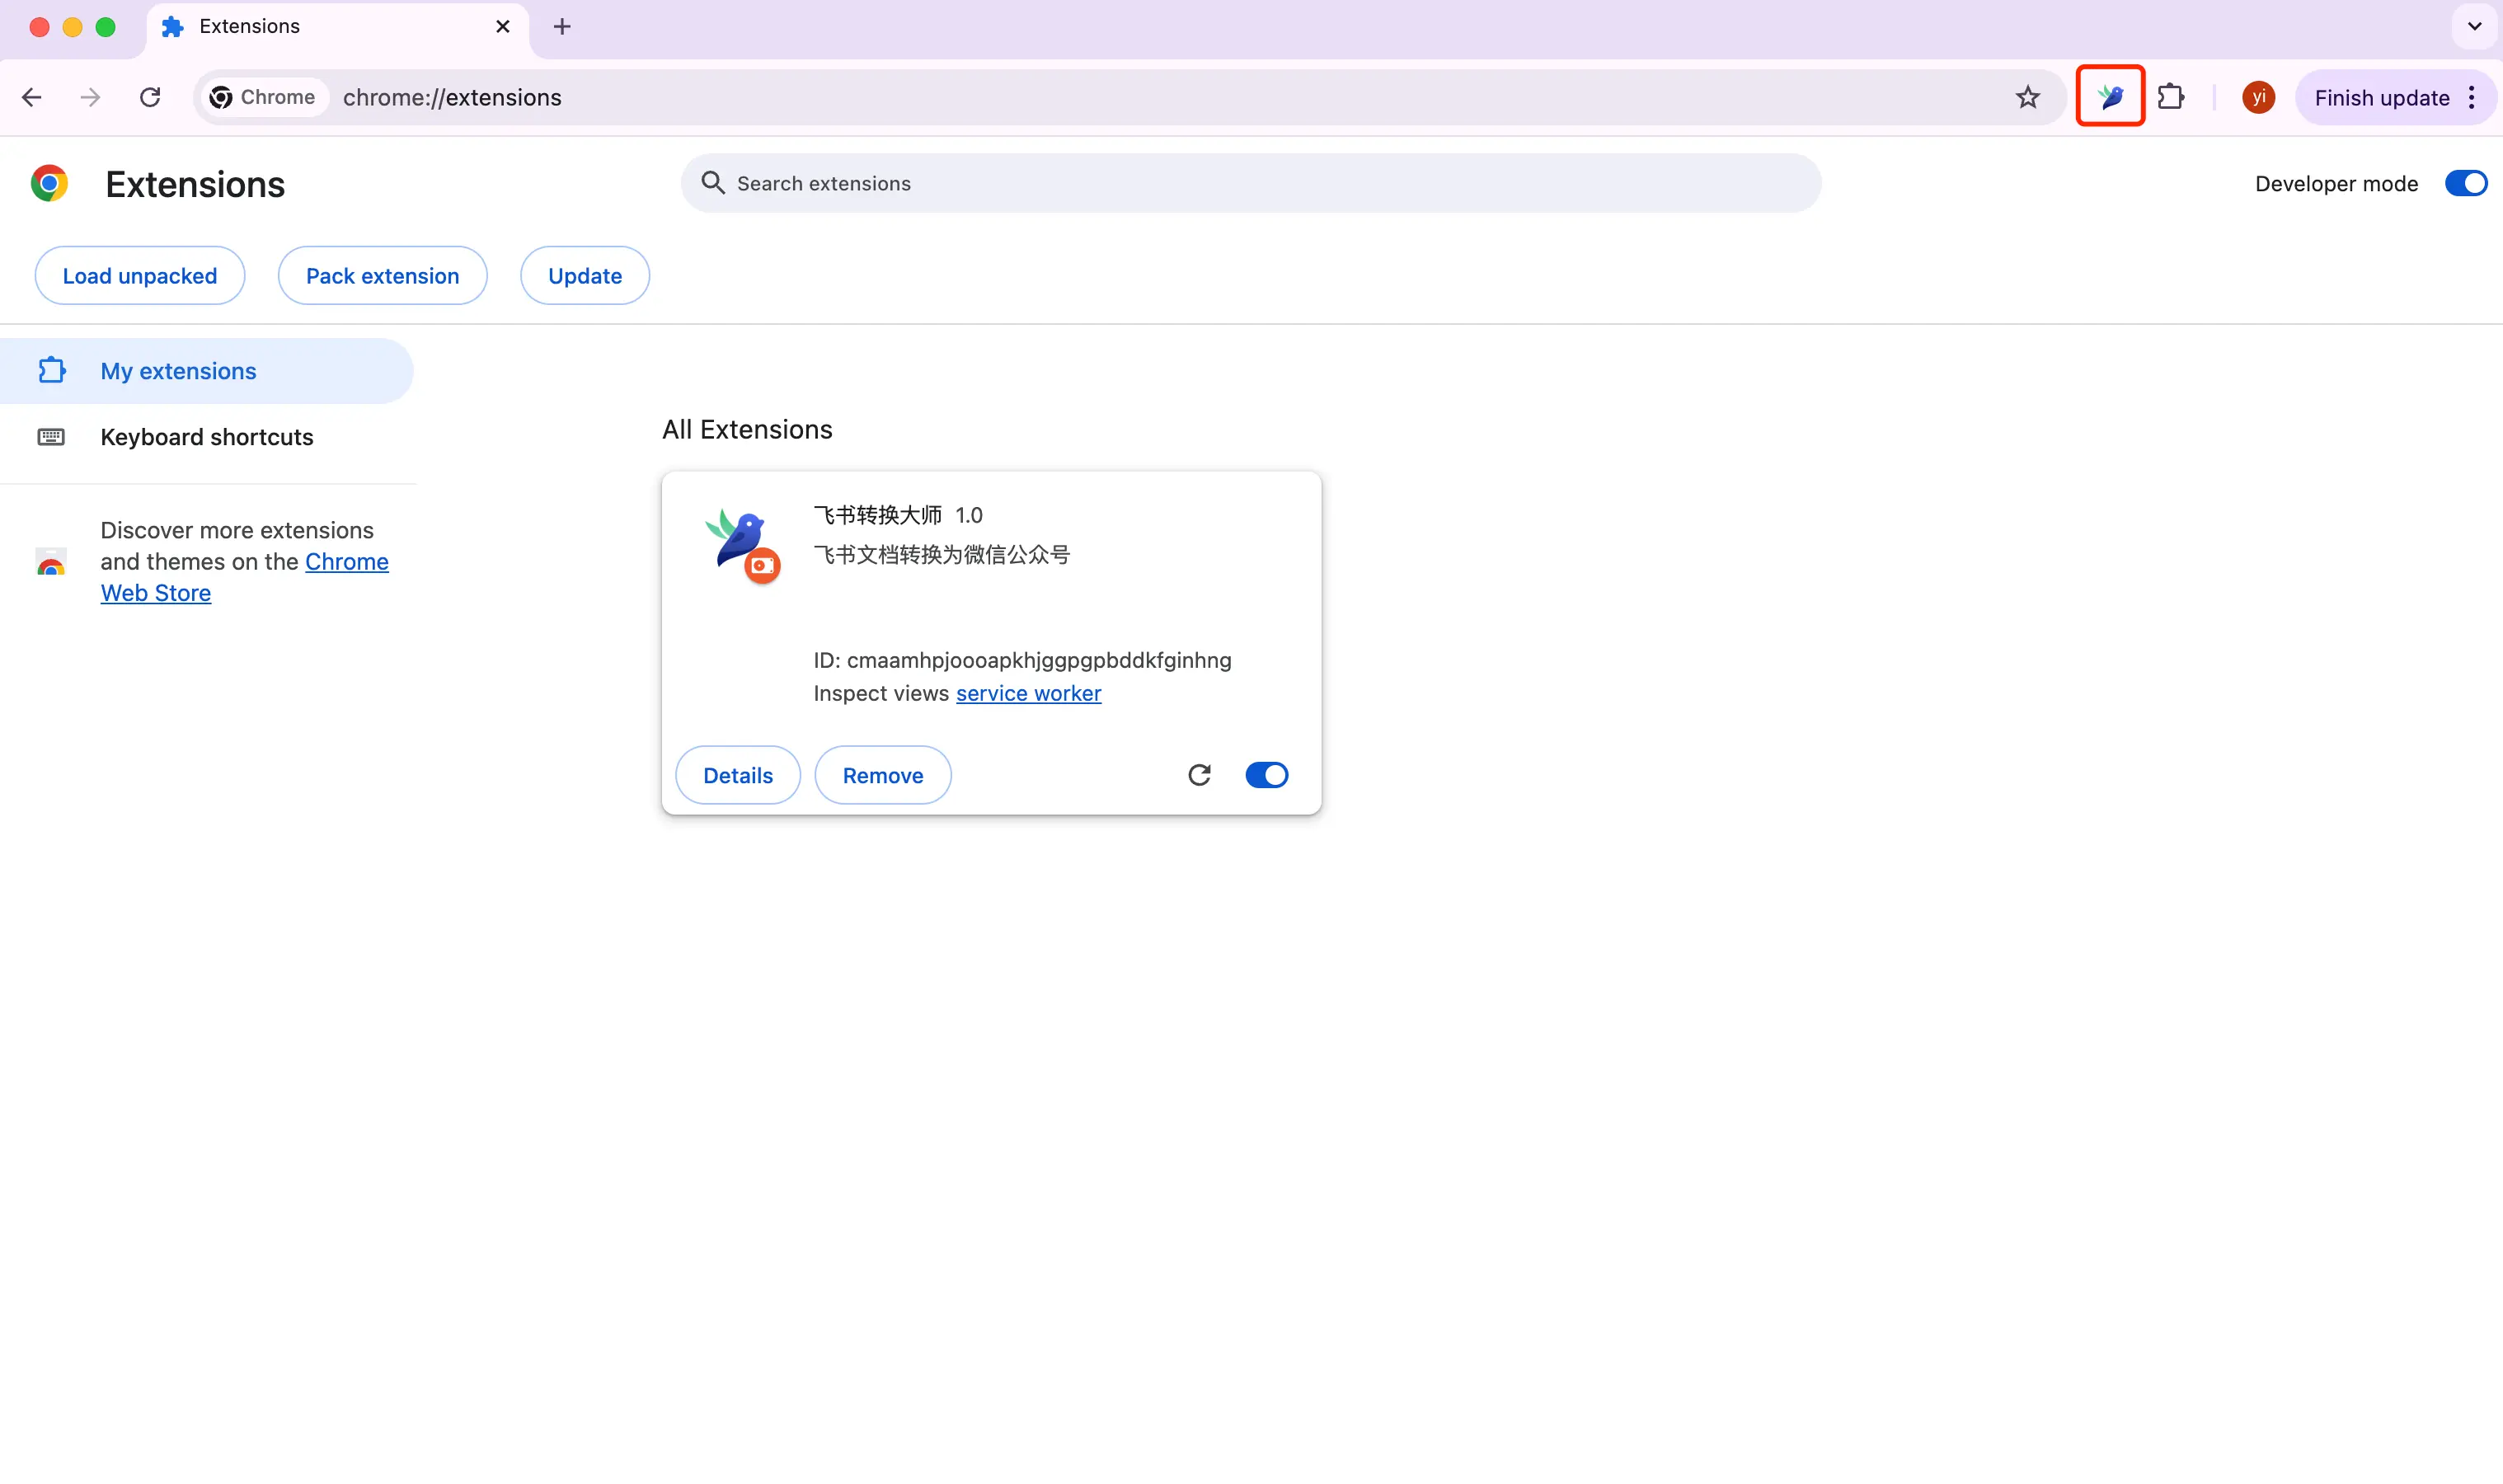 Extensions
Chrome
chrome://extensions
yi
Finish update
Extensions
Search extensions
Developer mode
Load unpacked
Pack extension
Update
My extensions
Keyboard shortcuts
Discover more extensions
and themes on the Chrome
Web Store
All Extensions
飞书转换大师 1.0
飞书文档转换为微信公众号
ID: cmaamhpjoooapkhjggpgpbddkfginhng
Inspect views service worker
Details
Remove